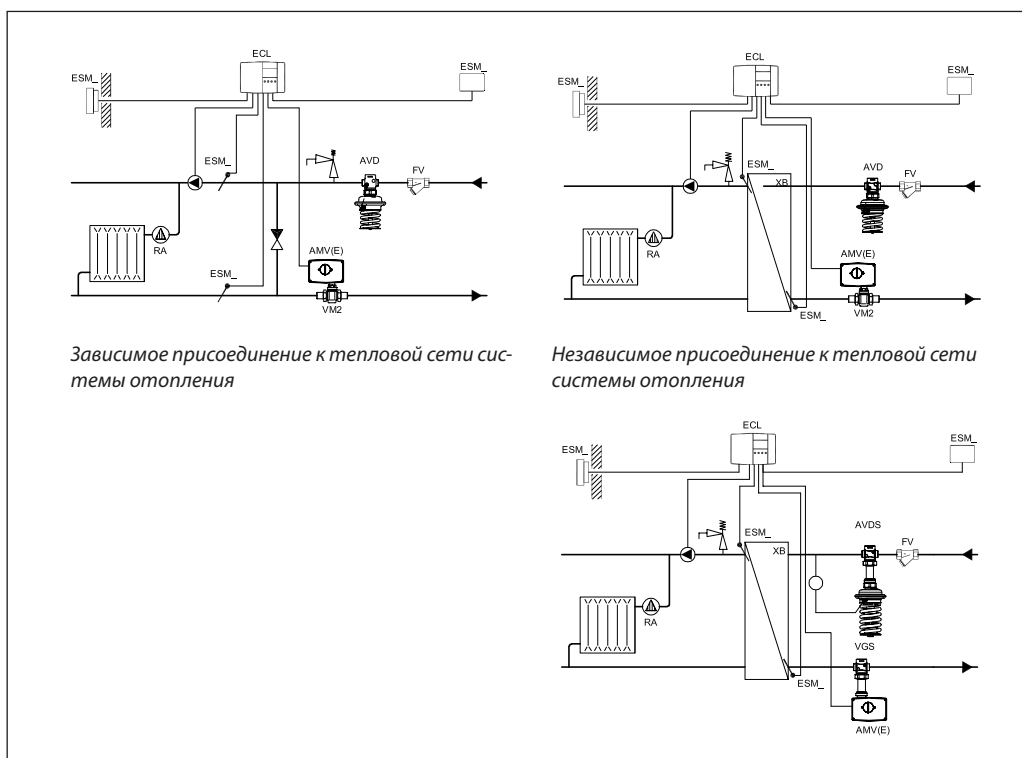 ECL
ESM_
ESM_
ESM_
AVD
FV
RA
AMV(E)
ESM_
VM2
Зависимое присоединение к тепловой сети сис-
темы отопления
ECL
ESM_
ESM_
ESM_
XB
AVD
FV
RA
AMV(E)
VM2
ESM_
Независимое присоединение к тепловой сети
системы отопления
ECL
ESM_
ESM_
ESM_
XB
AVDS
FV
RA
VGS
ESM_
AMV(E)